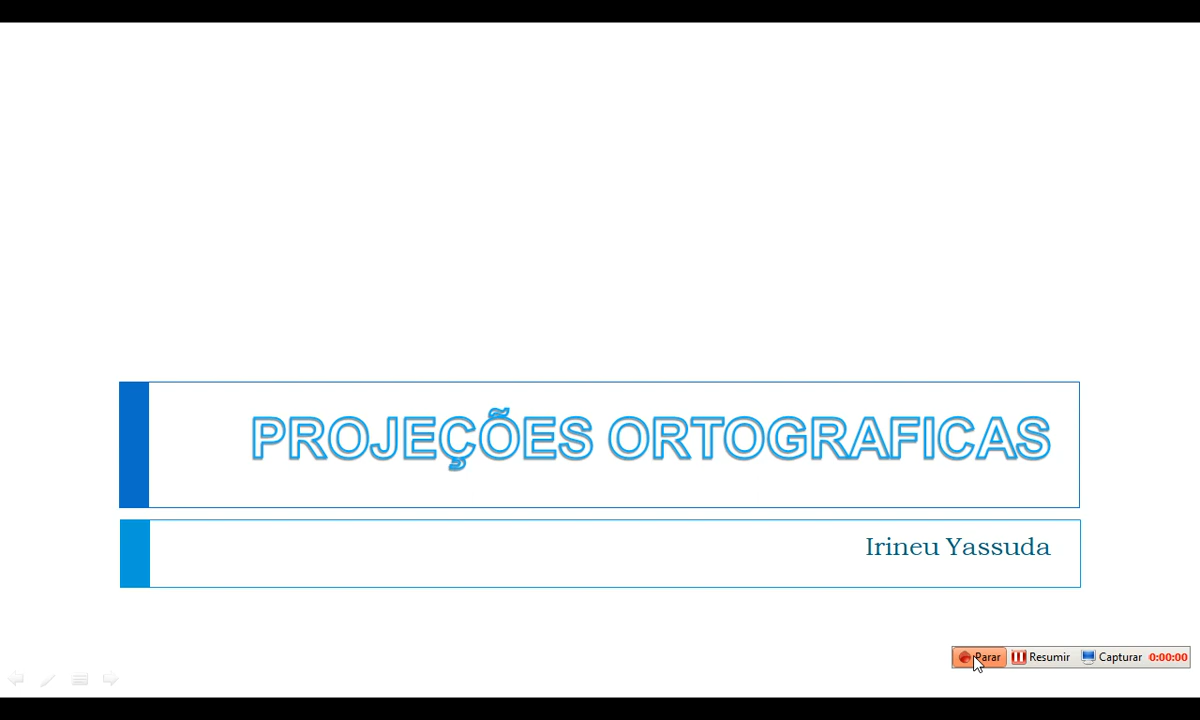 PROJEÇÕES ORTOGRAFICAS
Irineu Yassuda
Parar Resumir Capturar 0:00:00